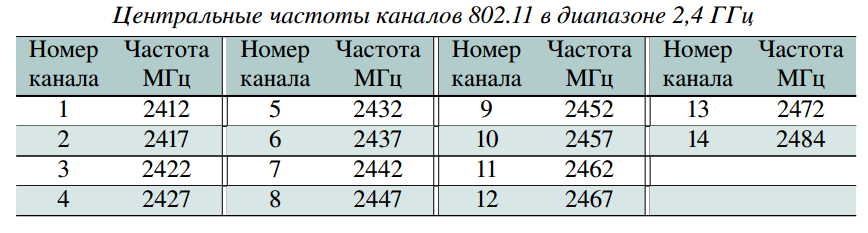 Центральные частоты каналов 802.11 в диапазоне 2,4 ГГц
Номер Частота Номер Частота Номер Частота Номер Частота
канала МГц канала МГц канала МГц канала МГц
1 2412 5 2432 9 2452 13 2472
2 2417 6 2437 10 2457 14 2484
3 2422 7 2442 11 2462
4 2427 8 2447 12 2467